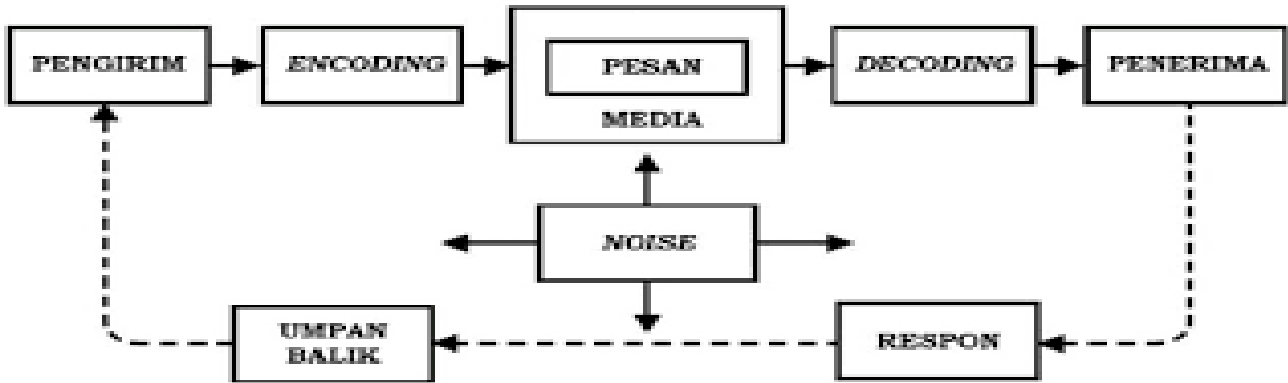 PENGIRIM
ENCODING
PESAN
MEDIA
DECODING
PENERIMA
NOISE
UMPAN
BALIK
RESPON